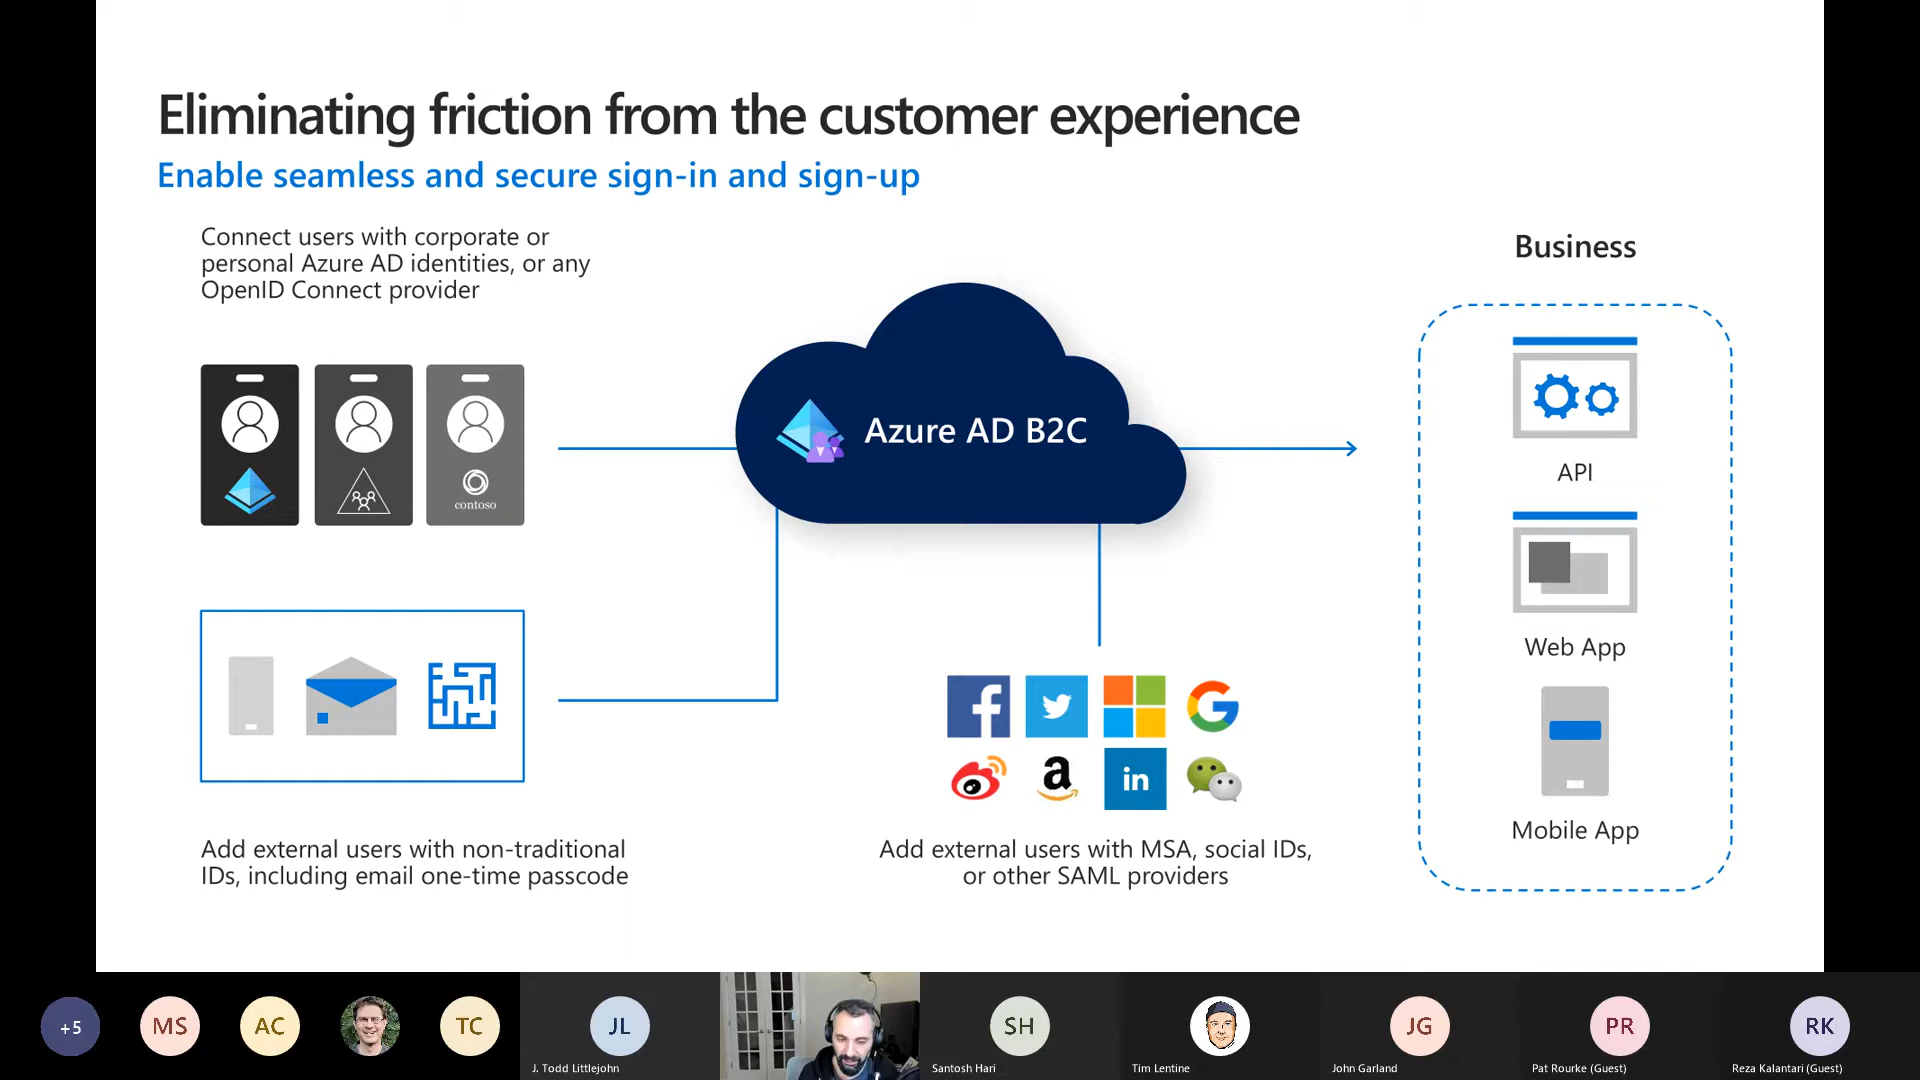 Eliminating friction from the customer experience
Enable seamless and secure sign-in and sign-up
Connect users with corporate or
personal Azure AD identities, or any
OpenID Connect provider
contoso
Azure AD B2C
Business
API
Web App
Mobile App
f
a
in
Add external users with non-traditional
IDs, including email one-time passcode
Add external users with MSA, social IDs,
or other SAML providers
+5
MS
AC
TC
JL
SH
JG
PR
RK
J. Todd Littlejohn
Santosh Hari
Tim Lentine
John Garland
Pat Rourke (Guest)
Reza Kalantari (Guest)